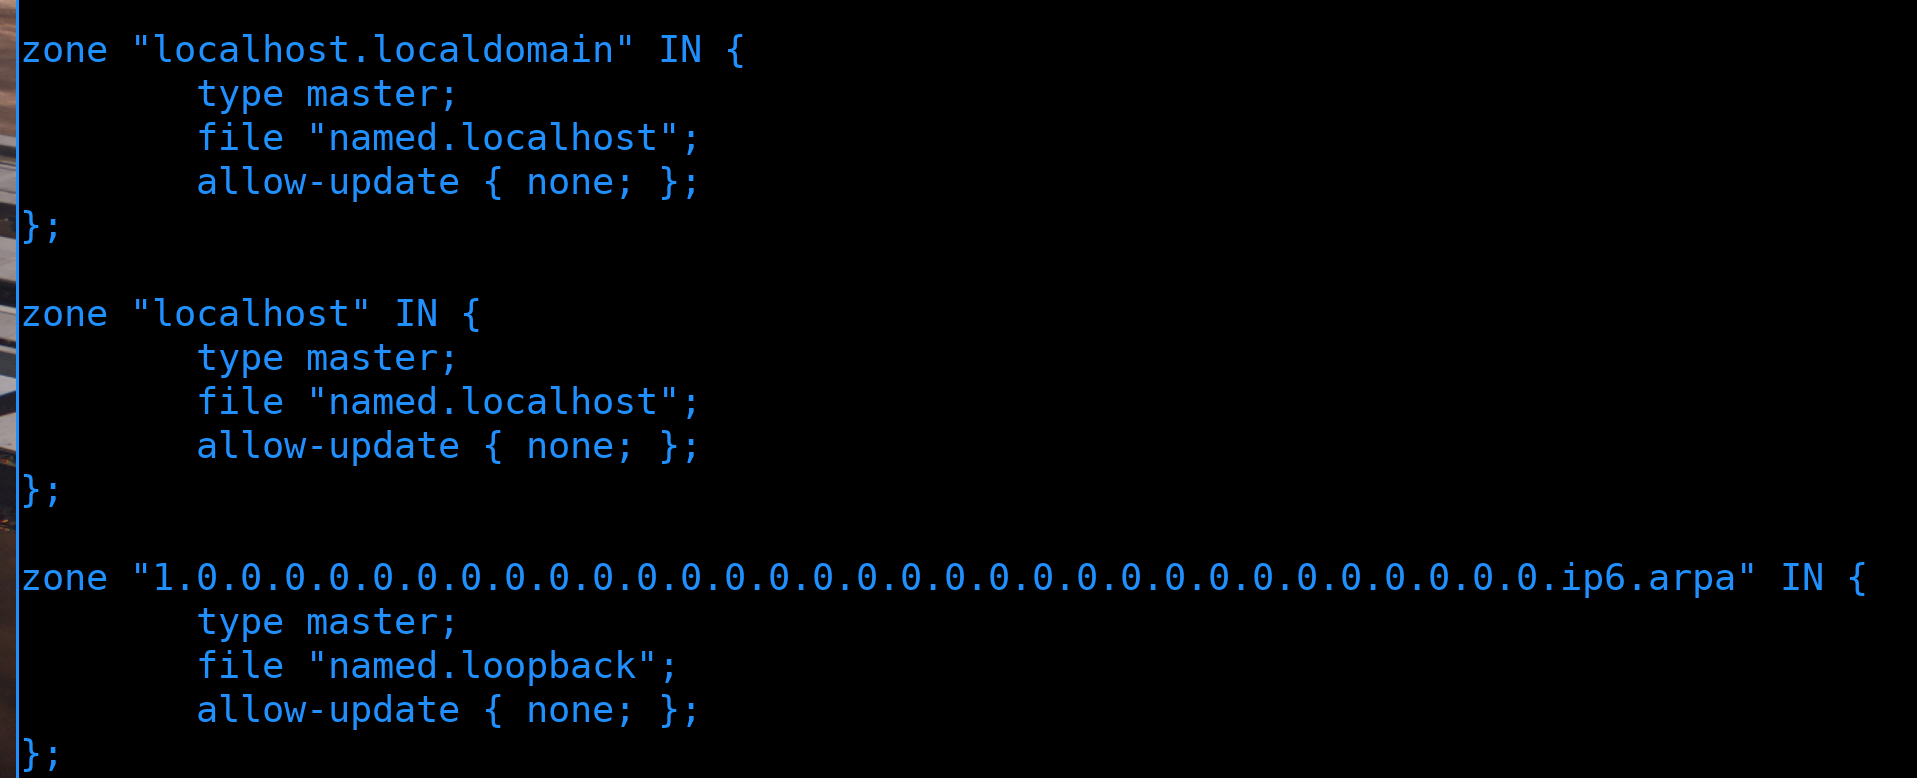 zone "localhost.localdomain" IN {
        type master;
        file "named.localhost";
        allow-update { none; };
};
zone "localhost" IN {
        type master;
        file "named.localhost";
        allow-update { none; };
};
zone "1.0.0.0.0.0.0.0.0.0.0.0.0.0.0.0.0.0.0.0.0.0.0.0.0.0.0.0.0.0.0.0.ip6.arpa" IN {
        type master;
        file "named.loopback";
        allow-update { none; };
};